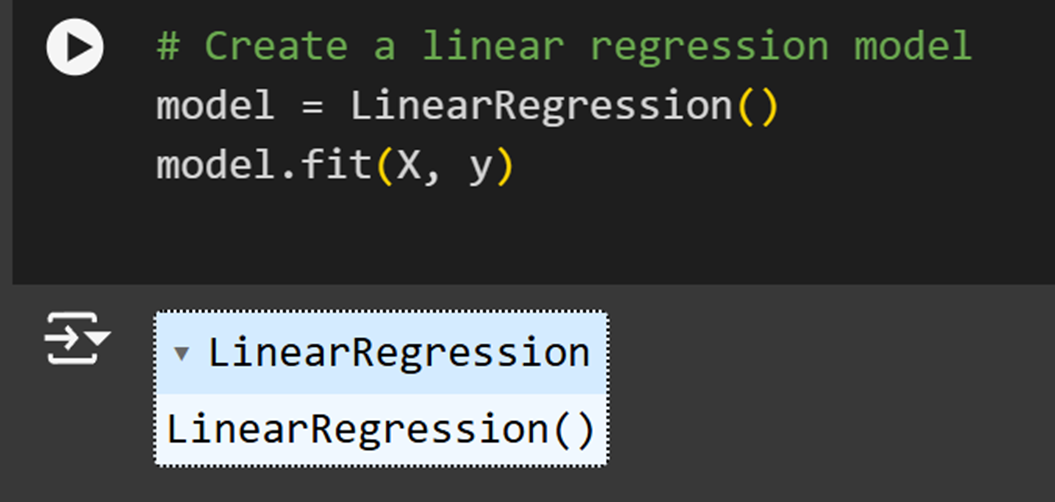 # Create a linear regression model
model = LinearRegression()
model.fit(X, y)
LinearRegression
LinearRegression()